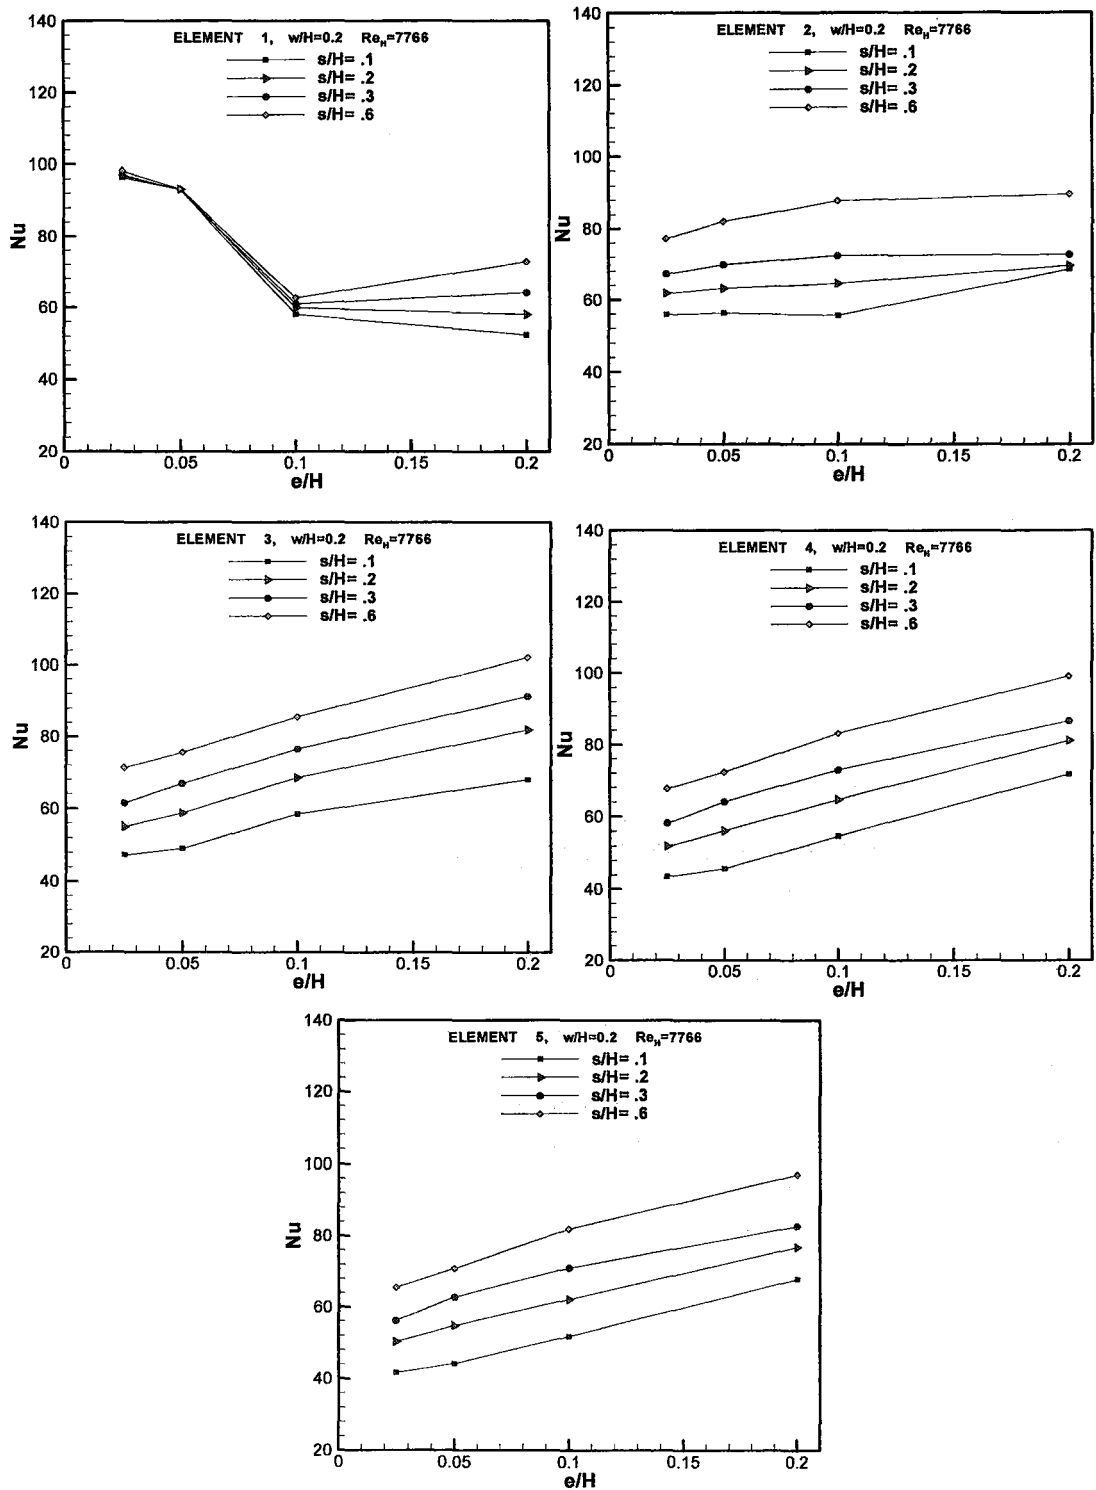 140
120
100
80
60
40
20
Nu
ELEMENT 1, w/H=0.2 Re_H=7766
s/H= .1
s/H= .2
s/H= .3
s/H= .6
0 0.05 0.1 0.15 0.2
e/H
140
120
100
80
60
40
20
Nu
ELEMENT 2, w/H=0.2 Re_H=7766
s/H= .1
s/H= .2
s/H= .3
s/H= .6
0 0.05 0.1 0.15 0.2
e/H
140
120
100
80
60
40
20
Nu
ELEMENT 3, w/H=0.2 Re_H=7766
s/H= .1
s/H= .2
s/H= .3
s/H= .6
0 0.05 0.1 0.15 0.2
e/H
140
120
100
80
60
40
20
Nu
ELEMENT 4, w/H=0.2 Re_H=7766
s/H= .1
s/H= .2
s/H= .3
s/H= .6
0 0.05 0.1 0.15 0.2
e/H
140
120
100
80
60
40
20
Nu
ELEMENT 5, w/H=0.2 Re_H=7766
s/H= .1
s/H= .2
s/H= .3
s/H= .6
0 0.05 0.1 0.15 0.2
e/H